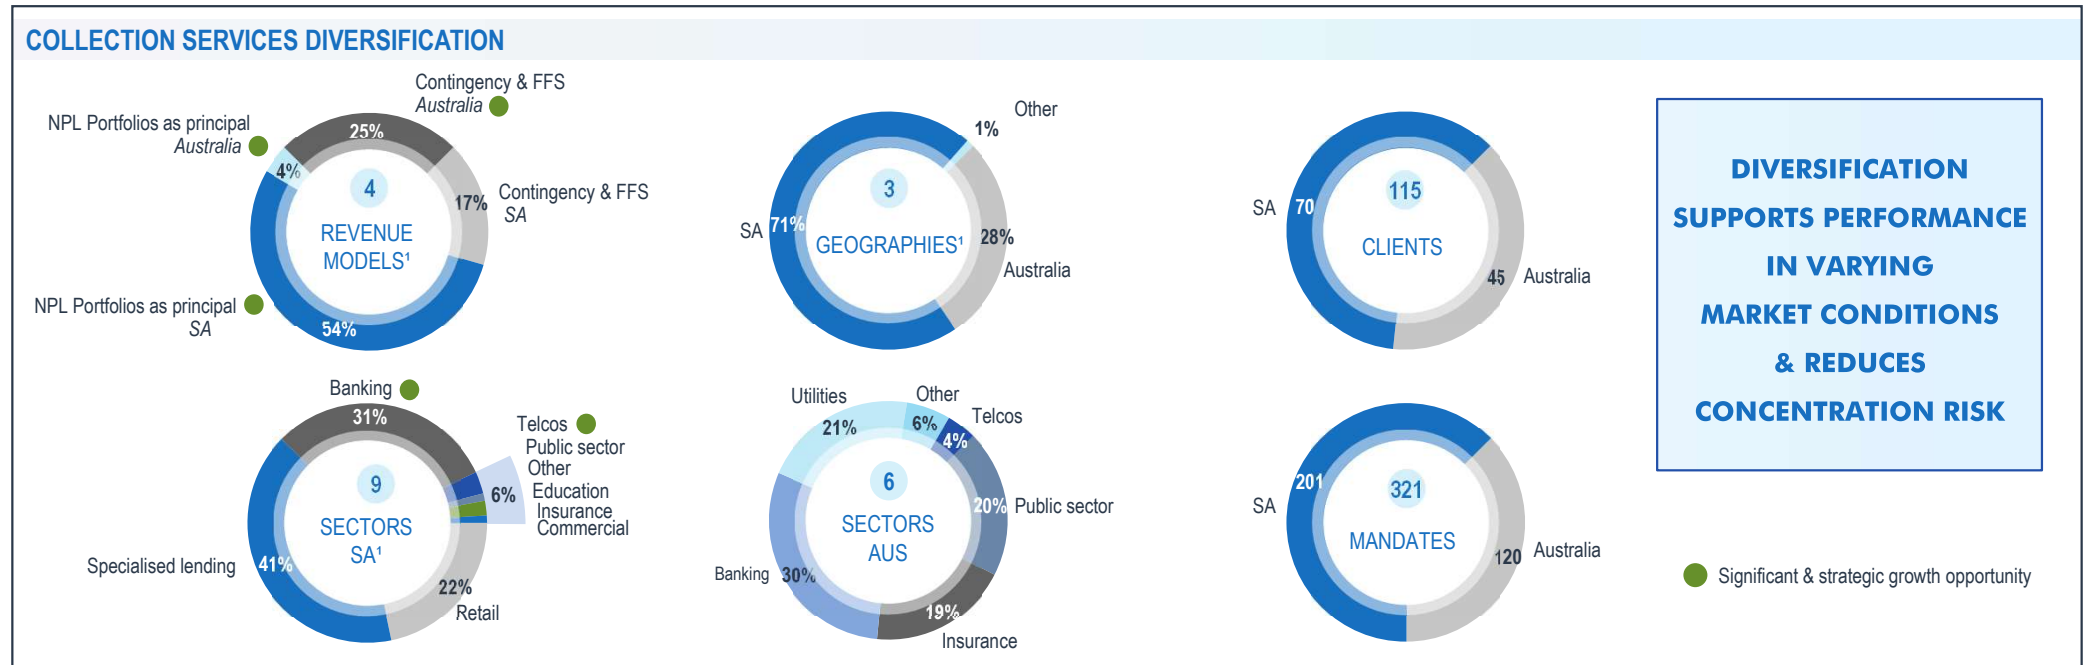 COLLECTION SERVICES DIVERSIFICATION
Contingency & FFS
Australia
NPL Portfolios as principal
Australia
25%
4%
4
REVENUE
MODELS¹
17%
Contingency & FFS
SA
NPL Portfolios as principal
SA
54%
Other
1%
3
GEOGRAPHIES¹
SA
71%
28%
Australia
115
CLIENTS
SA
70
45
Australia
DIVERSIFICATION
SUPPORTS PERFORMANCE
IN VARYING
MARKET CONDITIONS
& REDUCES
CONCENTRATION RISK
Banking
31%
Telcos
Public sector
Other
Education
Insurance
Commercial
6%
9
SECTORS
SA¹
Specialised lending
41%
22%
Retail
Utilities
21%
Other
6%
Telcos
4%
6
SECTORS
AUS
20%
Public sector
Banking
30%
19%
Insurance
201
SA
321
MANDATES
120
Australia
Significant & strategic growth opportunity